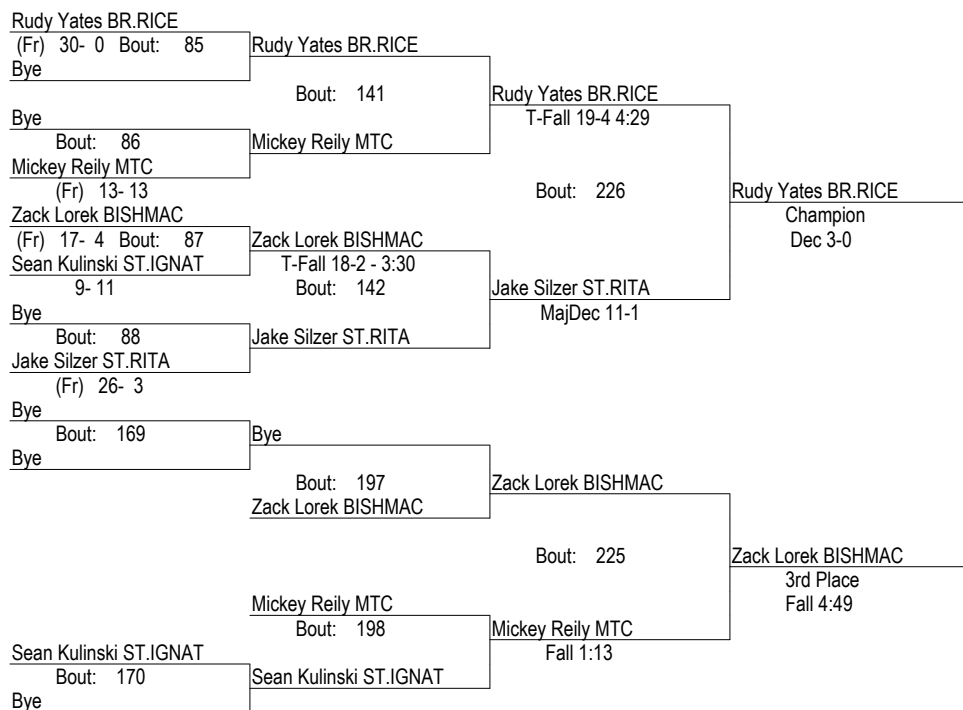 Rudy Yates BR.RICE
(Fr) 30- 0 Bout: 85
Rudy Yates BR.RICE
Bye
Bout: 141
Rudy Yates BR.RICE
Bye
T-Fall 19-4 4:29
Bout: 86
Mickey Reily MTC
Mickey Reily MTC
(Fr) 13- 13
Bout: 226
Rudy Yates BR.RICE
Zack Lorek BISHMAC
Champion
(Fr) 17- 4 Bout: 87
Zack Lorek BISHMAC
Dec 3-0
Sean Kulinski ST.IGNAT
T-Fall 18-2 - 3:30
9- 11
Bout: 142
Jake Silzer ST.RITA
Bye
MajDec 11-1
Bout: 88
Jake Silzer ST.RITA
Jake Silzer ST.RITA
(Fr) 26- 3
Bye
Bout: 169
Bye
Bye
Bout: 197
Zack Lorek BISHMAC
Zack Lorek BISHMAC
Bout: 225
Zack Lorek BISHMAC
3rd Place
Mickey Reily MTC
Fall 4:49
Bout: 198
Mickey Reily MTC
Sean Kulinski ST.IGNAT
Fall 1:13
Bout: 170
Sean Kulinski ST.IGNAT
Bye